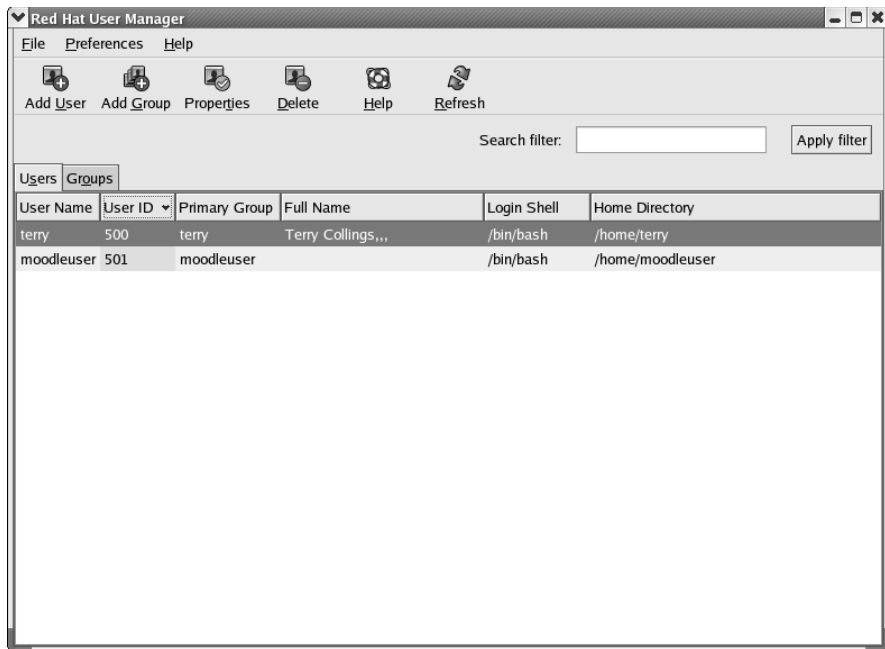 Red Hat User Manager
File Preferences Help
Add User Add Group Properties Delete Help Refresh
Search filter: Apply filter
Users Groups
User Name User ID Primary Group Full Name Login Shell Home Directory
terry 500 terry Terry Collings,,, /bin/bash /home/terry
moodleuser 501 moodleuser /bin/bash /home/moodleuser